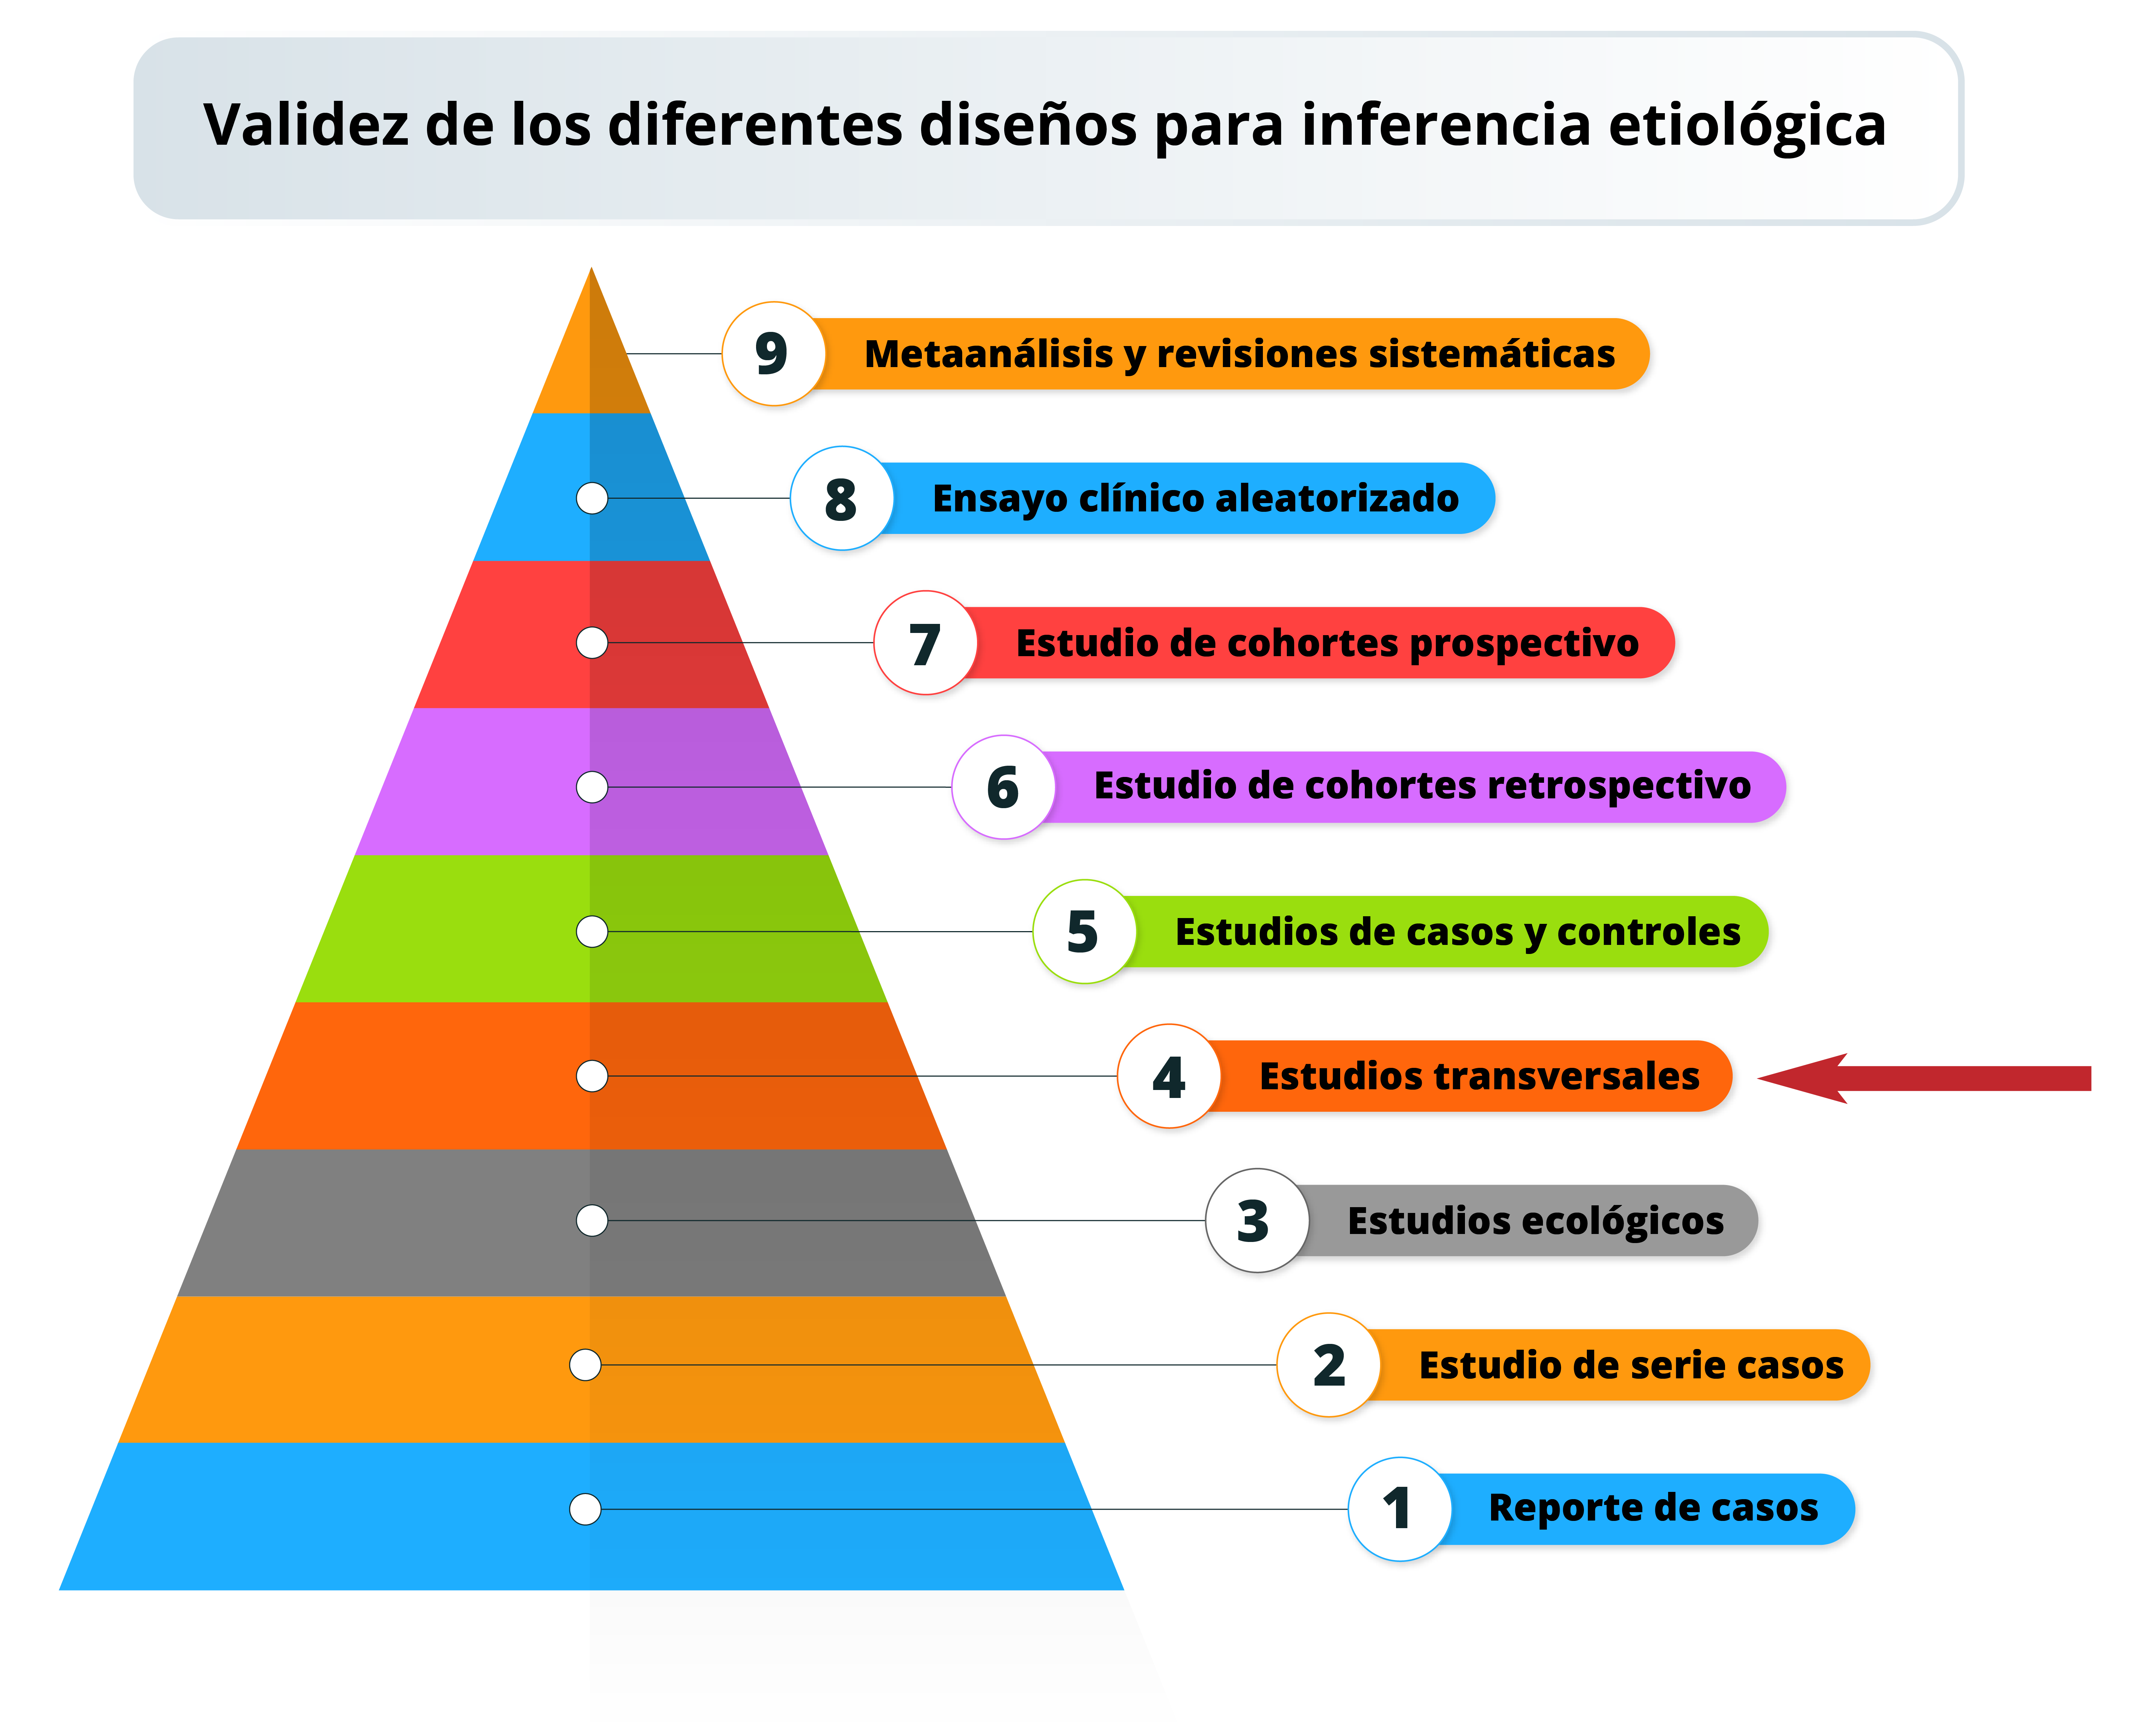 Validez de los diferentes diseños para inferencia etiológica
9 Metaanálisis y revisiones sistemáticas
8 Ensayo clínico aleatorizado
7 Estudio de cohortes prospectivo
6 Estudio de cohortes retrospectivo
5 Estudios de casos y controles
4 Estudios transversales
3 Estudios ecológicos
2 Estudio de serie casos
1 Reporte de casos